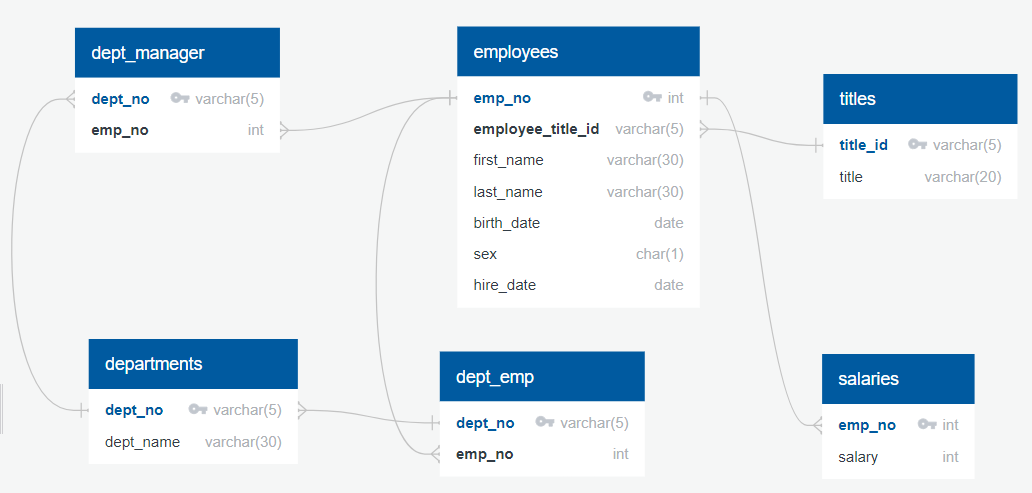 dept_manager
dept_no varchar(5)
emp_no int
employees
emp_no int
employee_title_id varchar(5)
first_name varchar(30)
last_name varchar(30)
birth_date date
sex char(1)
hire_date date
titles
title_id varchar(5)
title varchar(20)
departments
dept_no varchar(5)
dept_name varchar(30)
dept_emp
dept_no varchar(5)
emp_no int
salaries
emp_no int
salary int